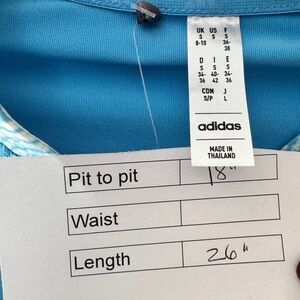 UK US F
S S S
8-10 36-
38
D I E
S S S
34- 40- 34-
36 42 36
CDN J
S/P L
adidas
MADE IN
THAILAND
Pit to pit 18"
Waist
Length 26"